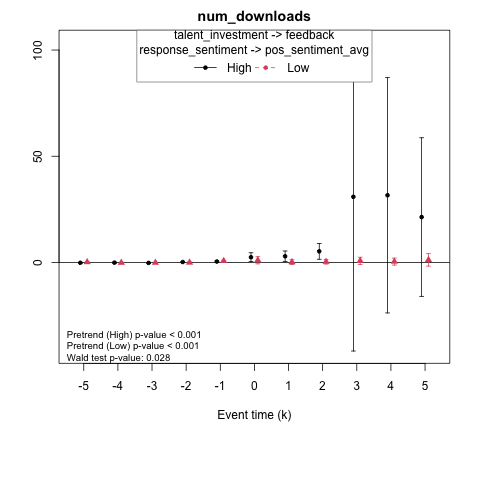 num_downloads
talent_investment -> feedback
response_sentiment -> pos_sentiment_avg
High Low
100
50
0
Pretrend (High) p-value < 0.001
Pretrend (Low) p-value < 0.001
Wald test p-value: 0.028
-5 -4 -3 -2 -1 0 1 2 3 4 5
Event time (k)